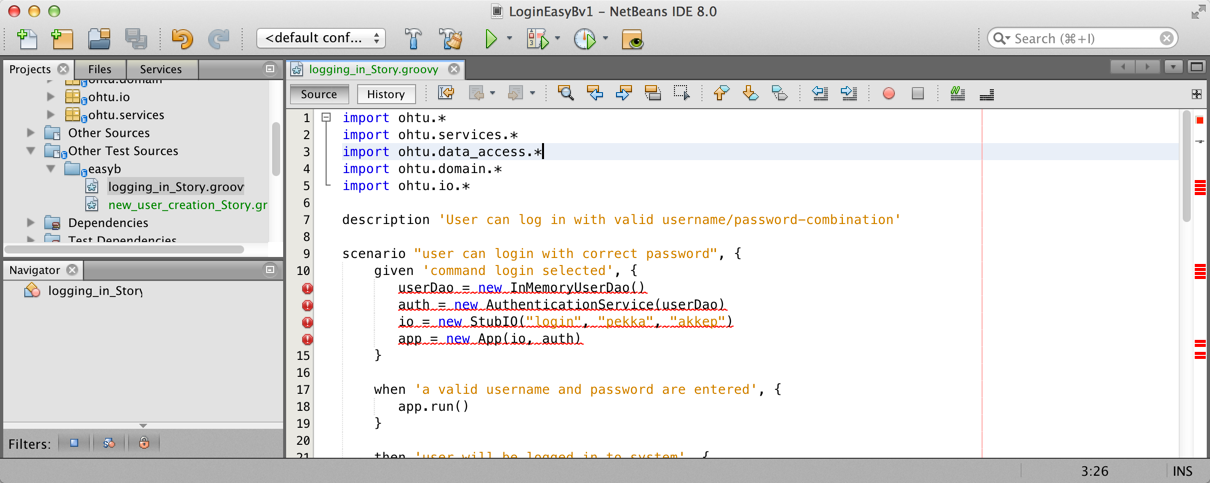 LoginEasyBv1 – NetBeans IDE 8.0
<default conf...
Search (⌘+I)
Projects
Files
Services
logging_in_Story.groovy
ohtu.domain
ohtu.io
ohtu.services
Other Sources
Other Test Sources
easyb
logging_in_Story.groov
new_user_creation_Story.gr
Dependencies
Test Dependencies
Navigator
logging_in_Story
Filters:
Source
History
1 import ohtu.*
2 import ohtu.services.*
3 import ohtu.data_access.*
4 import ohtu.domain.*
5 import ohtu.io.*
6
7 description 'User can log in with valid username/password-combination'
8
9 scenario "user can login with correct password", {
10 given 'command login selected', {
userDao = new InMemoryUserDao()
auth = new AuthenticationService(userDao)
io = new StubIO("login", "pekka", "akkep")
app = new App(io, auth)
15 }
16
17 when 'a valid username and password are entered', {
18 app.run()
19 }
20
21 then 'user will be logged in to system', {
3:26
INS